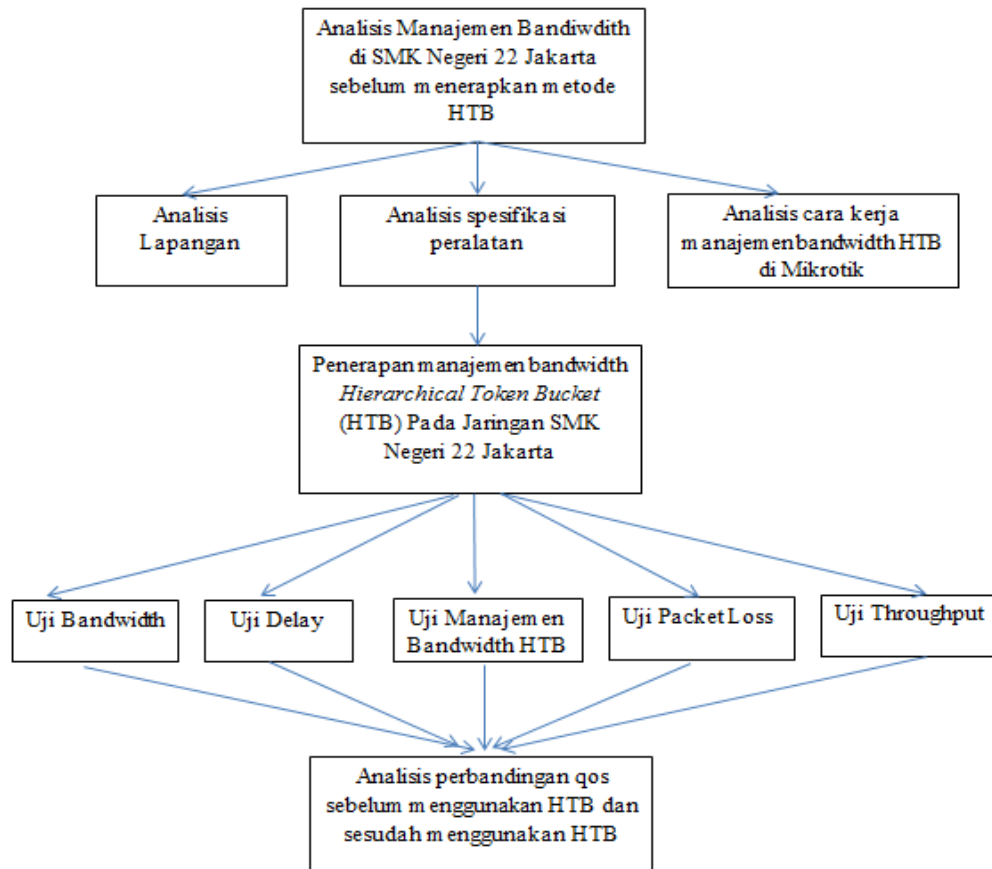 Analisis Manajemen Bandiwdith
di SMK Negeri 22 Jakarta
sebelum menerapkan metode
HTB
Analisis
Lapangan
Analisis spesifikasi
peralatan
Analisis cara kerja
manajemen bandwidth HTB
di Mikrotik
Penerapan manajemen bandwidth
Hierarchical Token Bucket
(HTB) Pada Jaringan SMK
Negeri 22 Jakarta
Uji Bandwidth
Uji Delay
Uji Manajemen
Bandwidth HTB
Uji Packet Loss
Uji Throughput
Analisis perbandingan qos
sebelum menggunakan HTB dan
sesudah menggunakan HTB